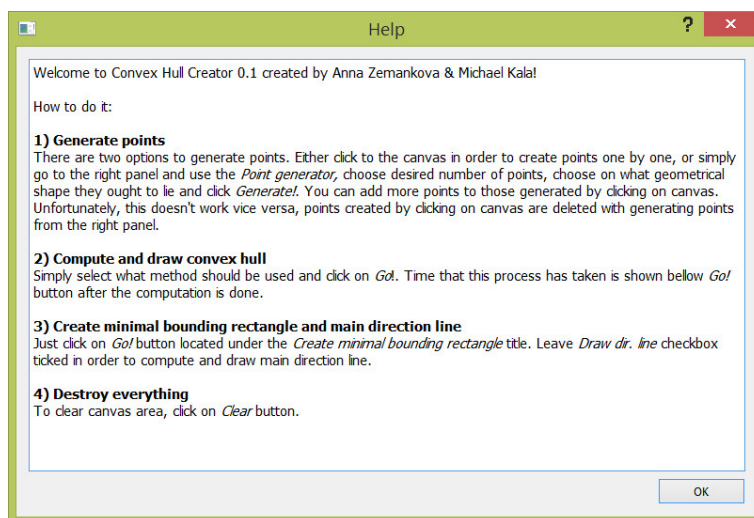 Help
?
Welcome to Convex Hull Creator 0.1 created by Anna Zemankova & Michael Kala!
How to do it:
1) Generate points
There are two options to generate points. Either click to the canvas in order to create points one by one, or simply
go to the right panel and use the Point generator, choose desired number of points, choose on what geometrical
shape they ought to lie and click Generate!. You can add more points to those generated by clicking on canvas.
Unfortunately, this doesn't work vice versa, points created by clicking on canvas are deleted with generating points
from the right panel.
2) Compute and draw convex hull
Simply select what method should be used and click on Go!. Time that this process has taken is shown bellow Go!
button after the computation is done.
3) Create minimal bounding rectangle and main direction line
Just click on Go! button located under the Create minimal bounding rectangle title. Leave Draw dir. line checkbox
ticked in order to compute and draw main direction line.
4) Destroy everything
To clear canvas area, click on Clear button.
OK